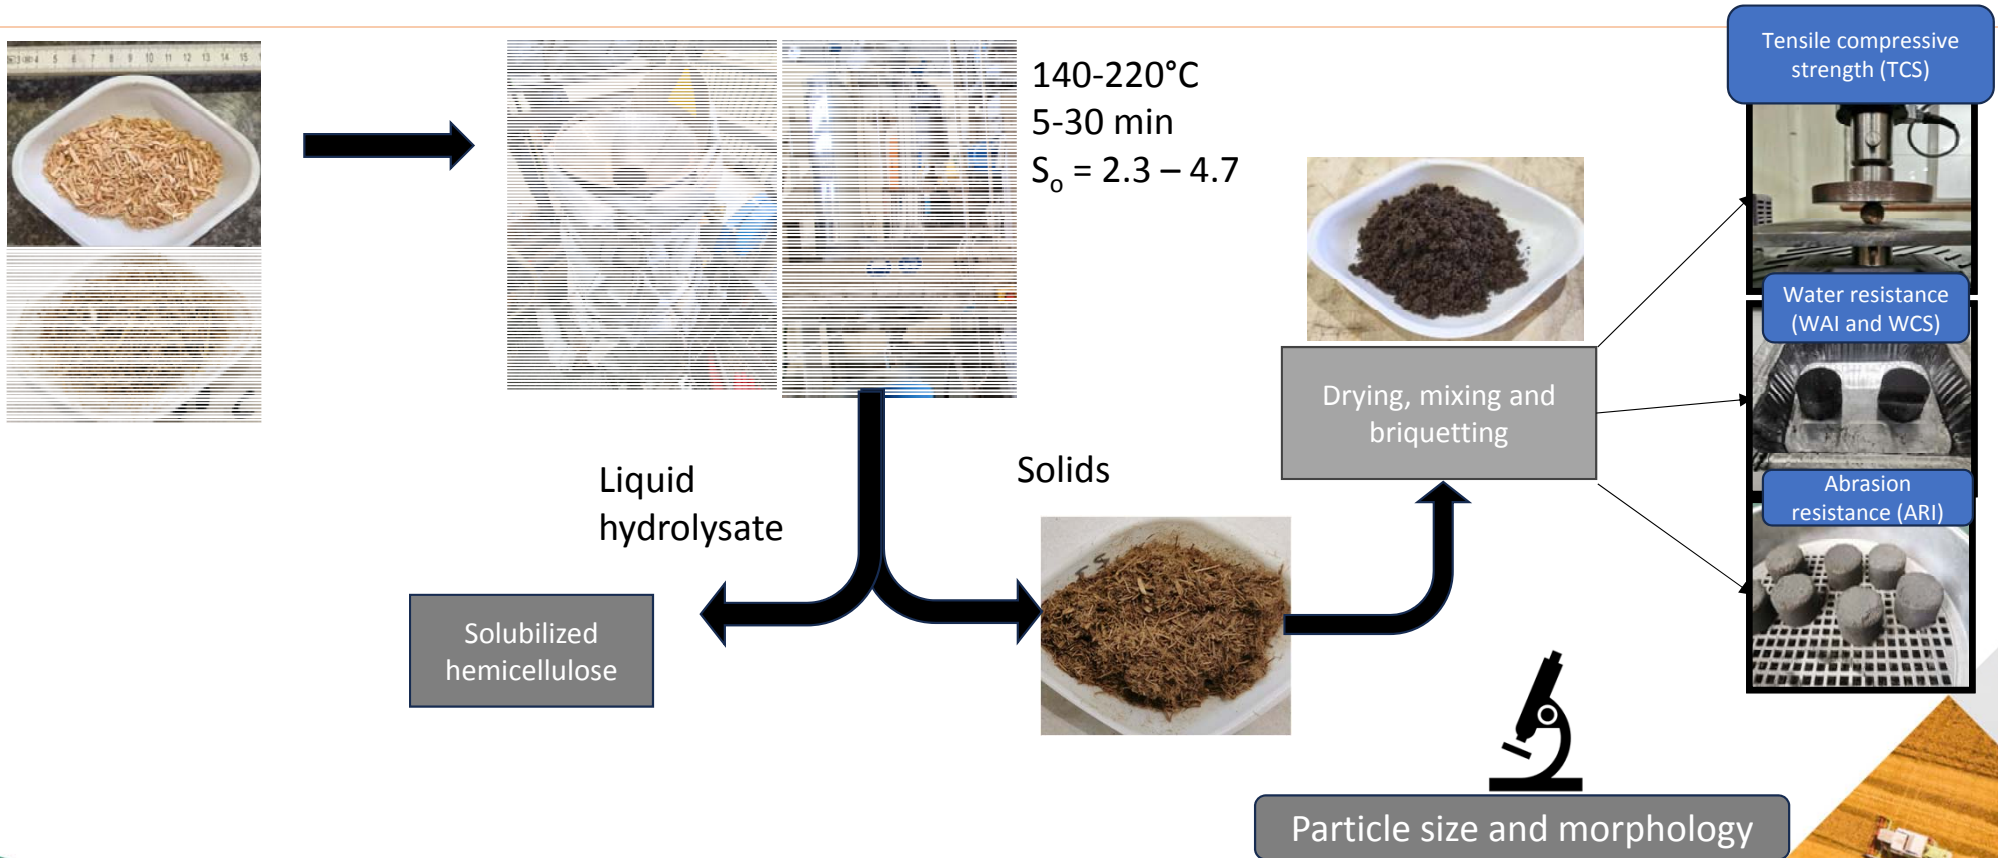 140-220°C
5-30 min
So = 2.3 – 4.7
Liquid
hydrolysate
Solids
Solubilized
hemicellulose
Drying, mixing and
briquetting
Tensile compressive
strength (TCS)
Water resistance
(WAI and WCS)
Abrasion
resistance (ARI)
Particle size and morphology